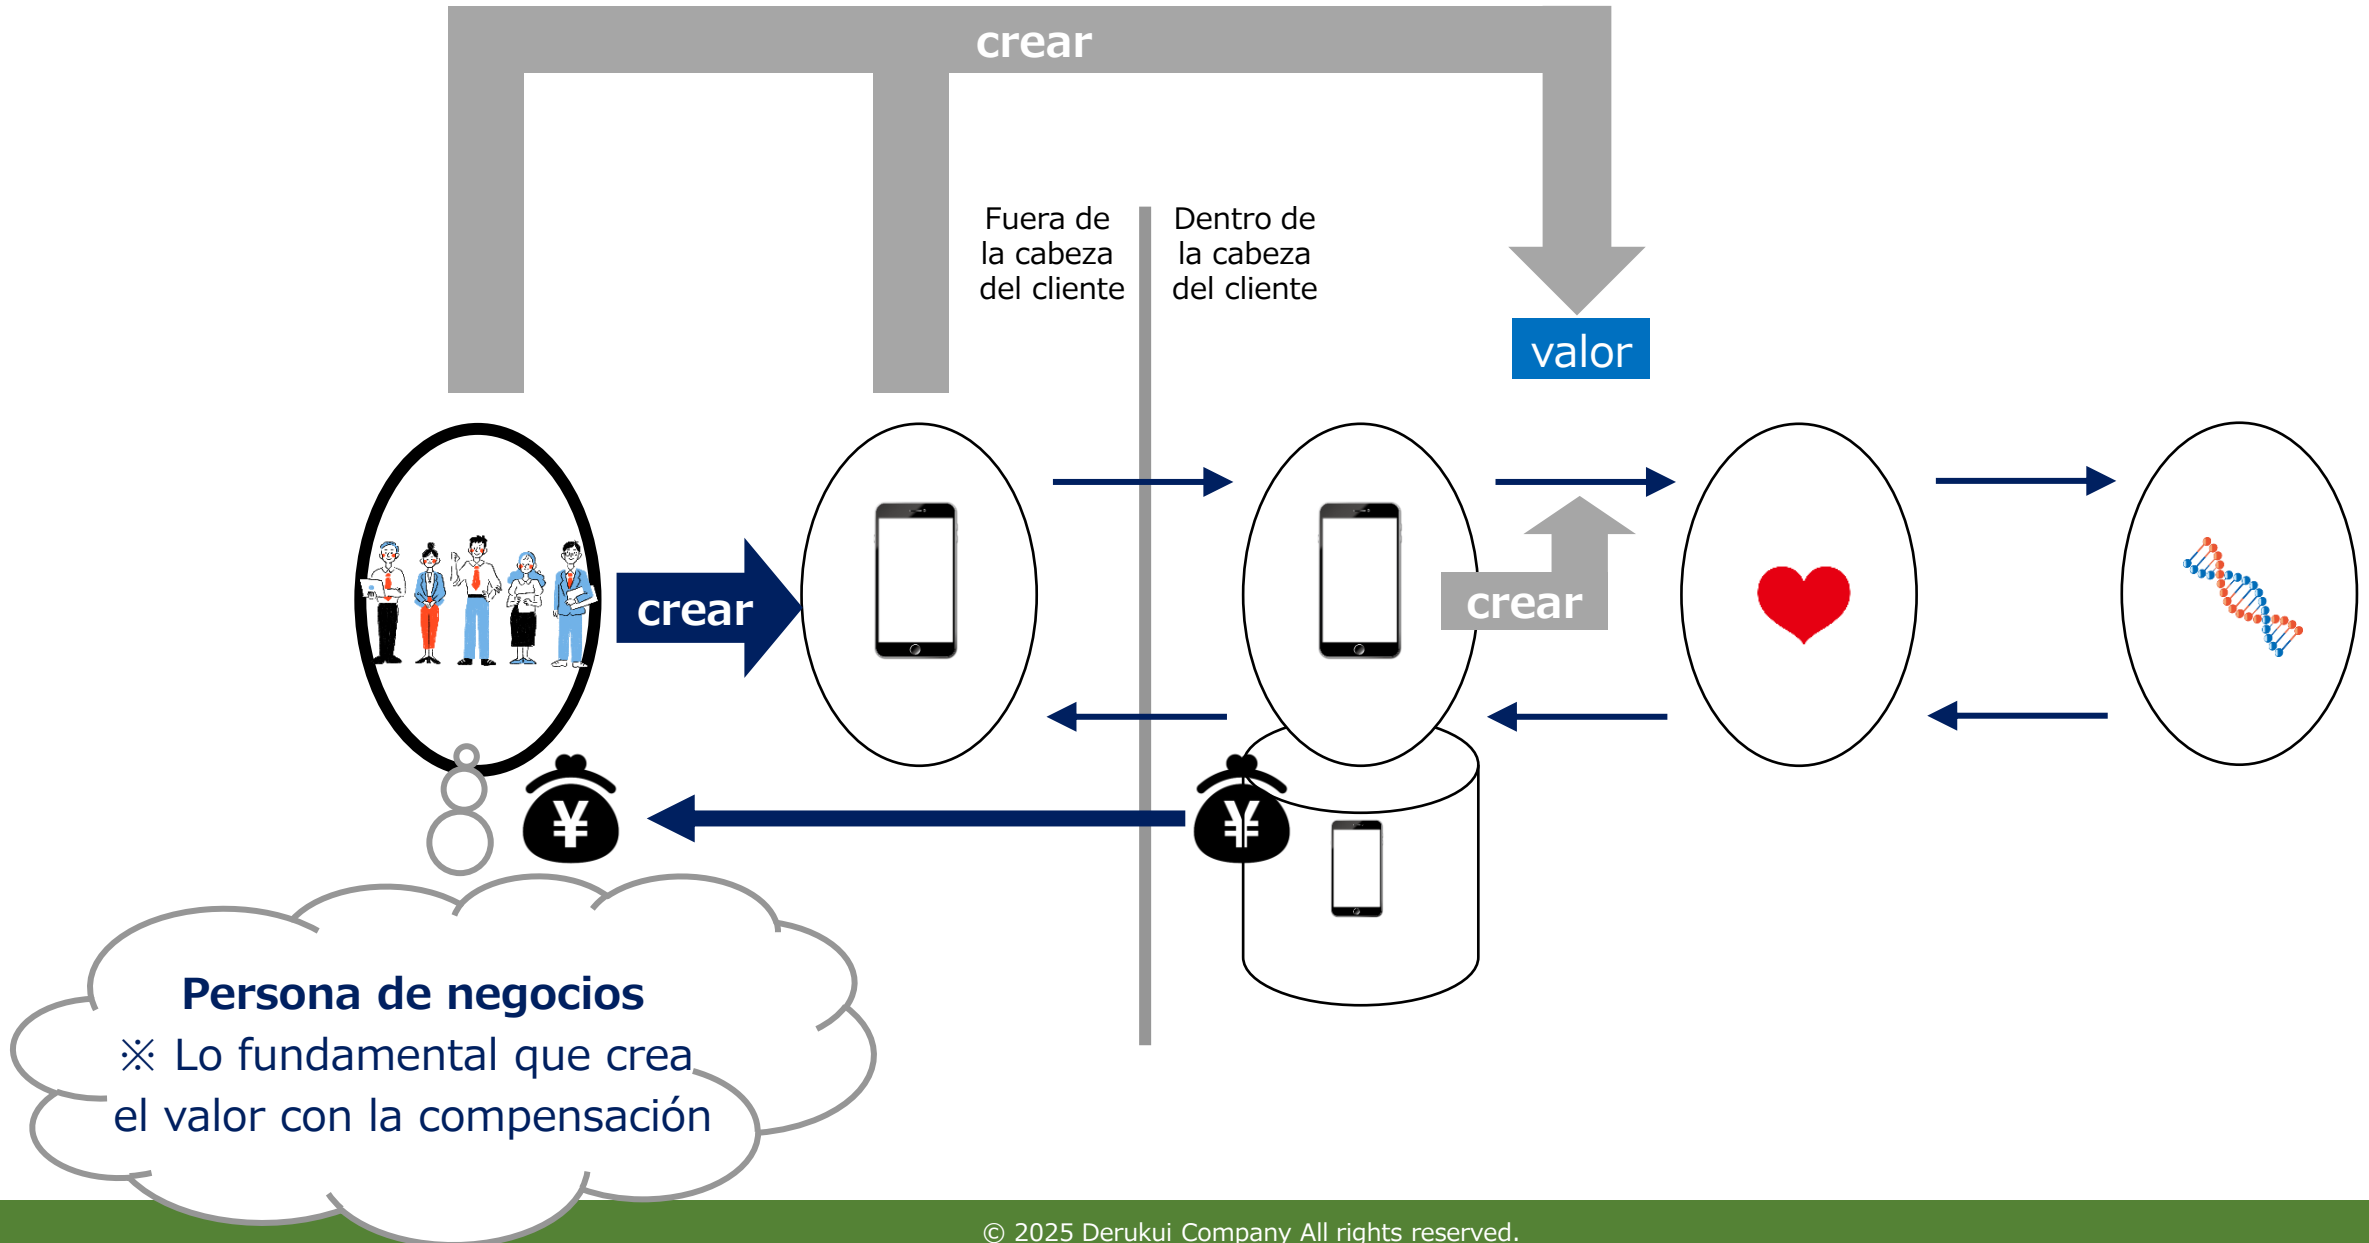 crear
Fuera de
la cabeza
del cliente
Dentro de
la cabeza
del cliente
valor
crear
crear
¥
¥
Persona de negocios
※ Lo fundamental que crea
el valor con la compensación
© 2025 Derukui Company All rights reserved.